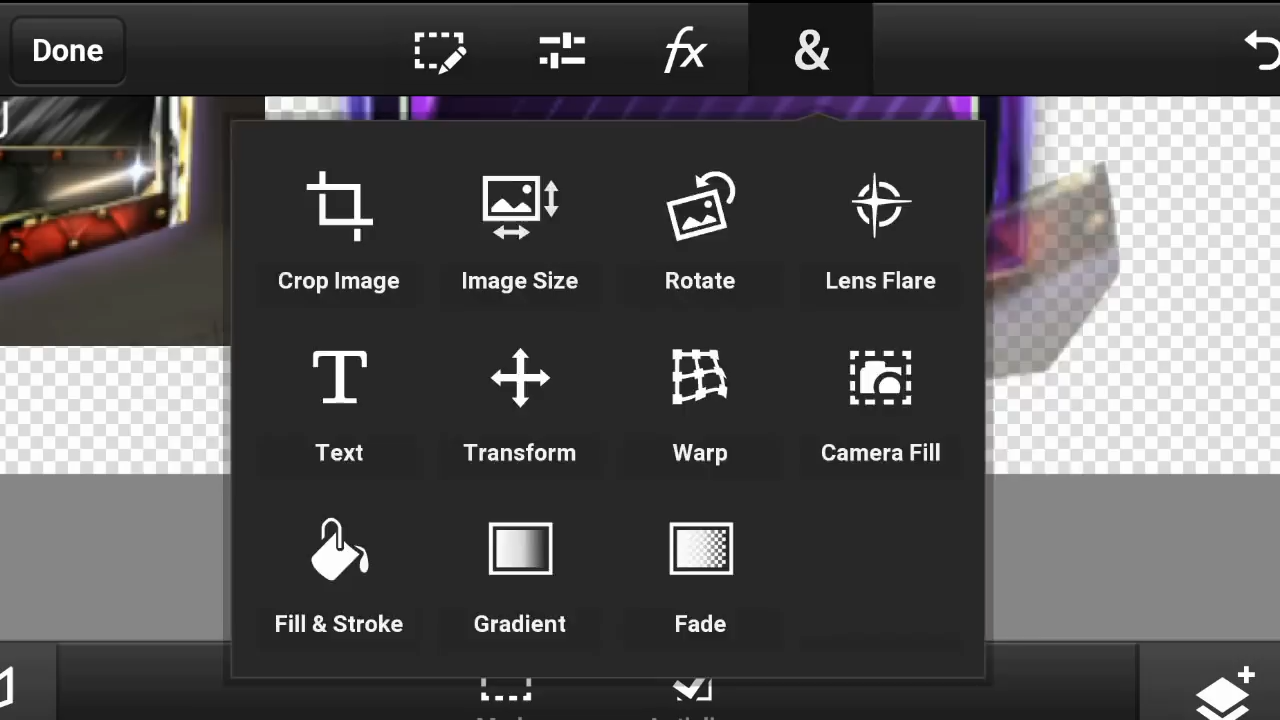 Done
fx
&
Crop Image
Image Size
Rotate
Lens Flare
Text
Transform
Warp
Camera Fill
Fill & Stroke
Gradient
Fade